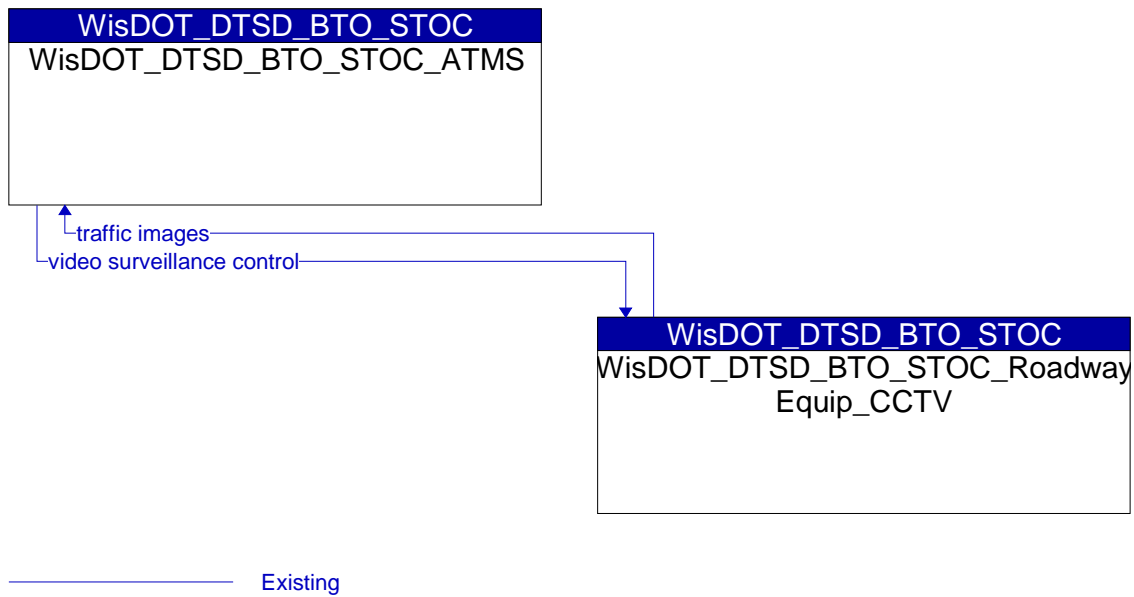 WisDOT_DTSD_BTO_STOC
WisDOT_DTSD_BTO_STOC_ATMS
traffic images
video surveillance control
WisDOT_DTSD_BTO_STOC
WisDOT_DTSD_BTO_STOC_Roadway
Equip_CCTV
Existing